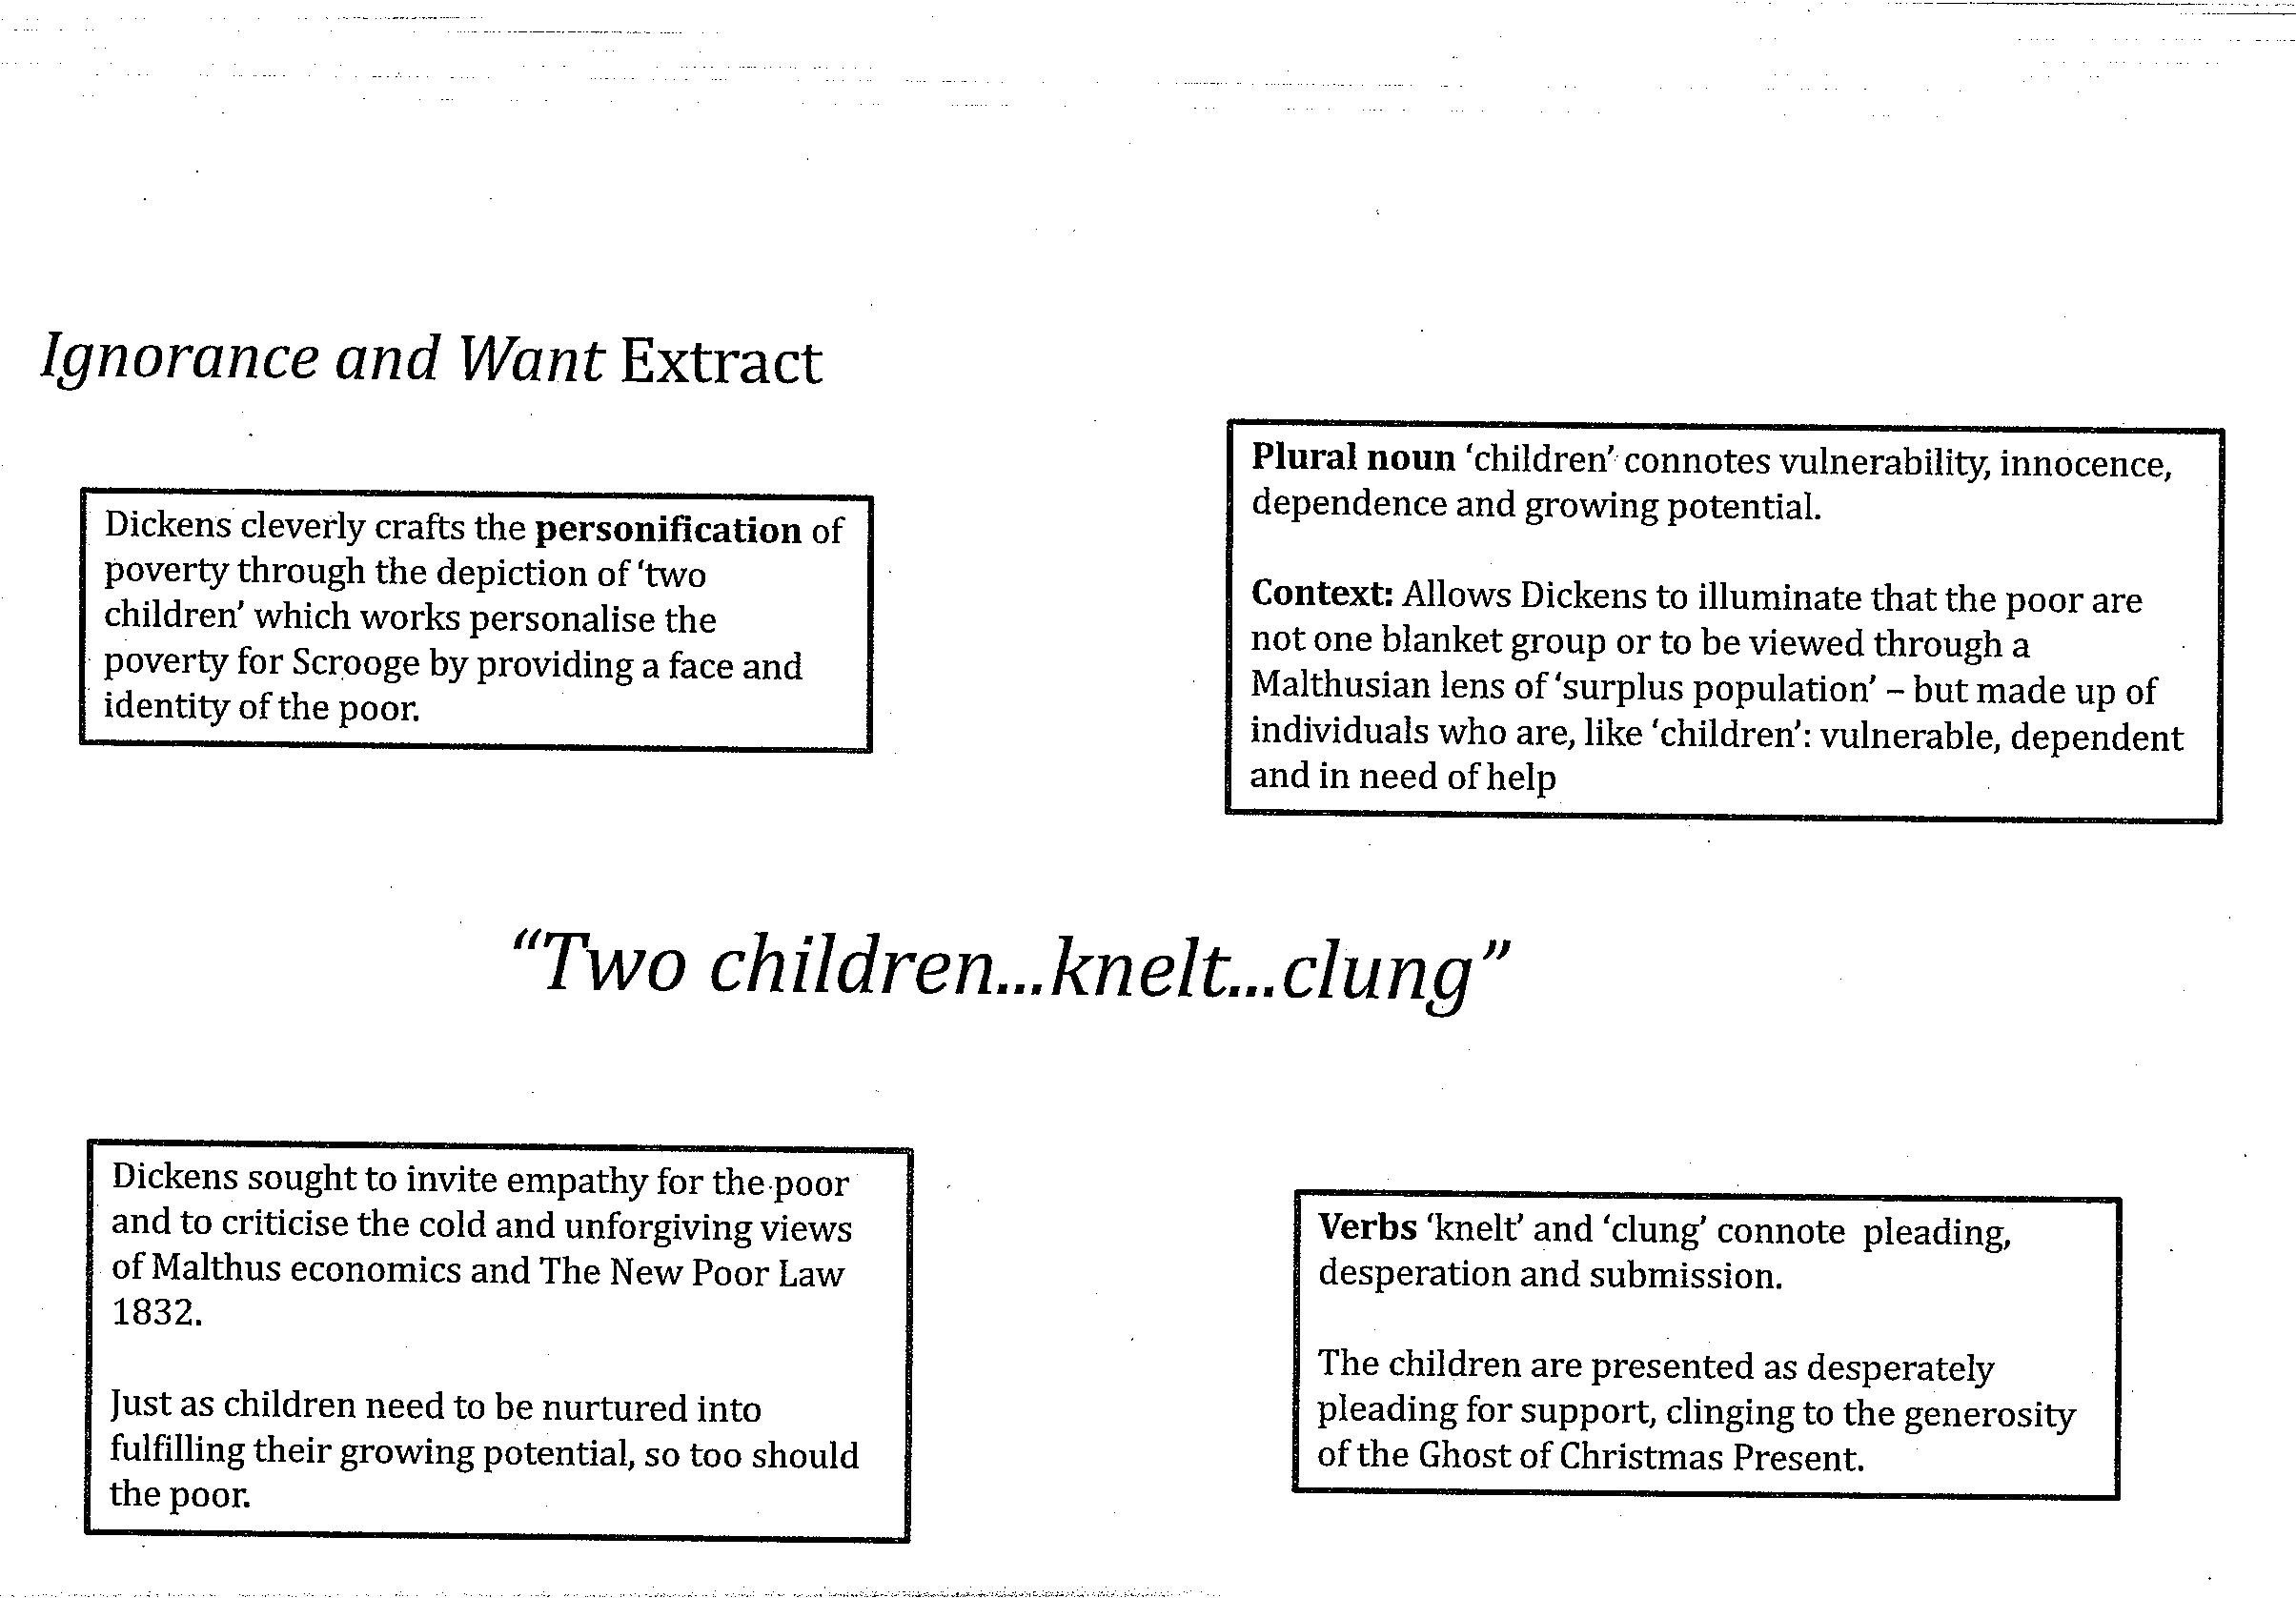 Ignorance and Want Extract
Dickens cleverly crafts the personification of
poverty through the depiction of ‘two
children’ which works personalise the
poverty for Scrooge by providing a face and
identity of the poor.
Plural noun ‘children’ connotes vulnerability, innocence,
dependence and growing potential.
Context: Allows Dickens to illuminate that the poor are
not one blanket group or to be viewed through a
Malthusian lens of ‘surplus population’ – but made up of
individuals who are, like ‘children’: vulnerable, dependent
and in need of help
“Two children...knelt...clung”
Dickens sought to invite empathy for the poor
and to criticise the cold and unforgiving views
of Malthus economics and The New Poor Law
1832.
Just as children need to be nurtured into
fulfilling their growing potential, so too should
the poor.
Verbs ‘knelt’ and ‘clung’ connote pleading,
desperation and submission.
The children are presented as desperately
pleading for support, clinging to the generosity
of the Ghost of Christmas Present.